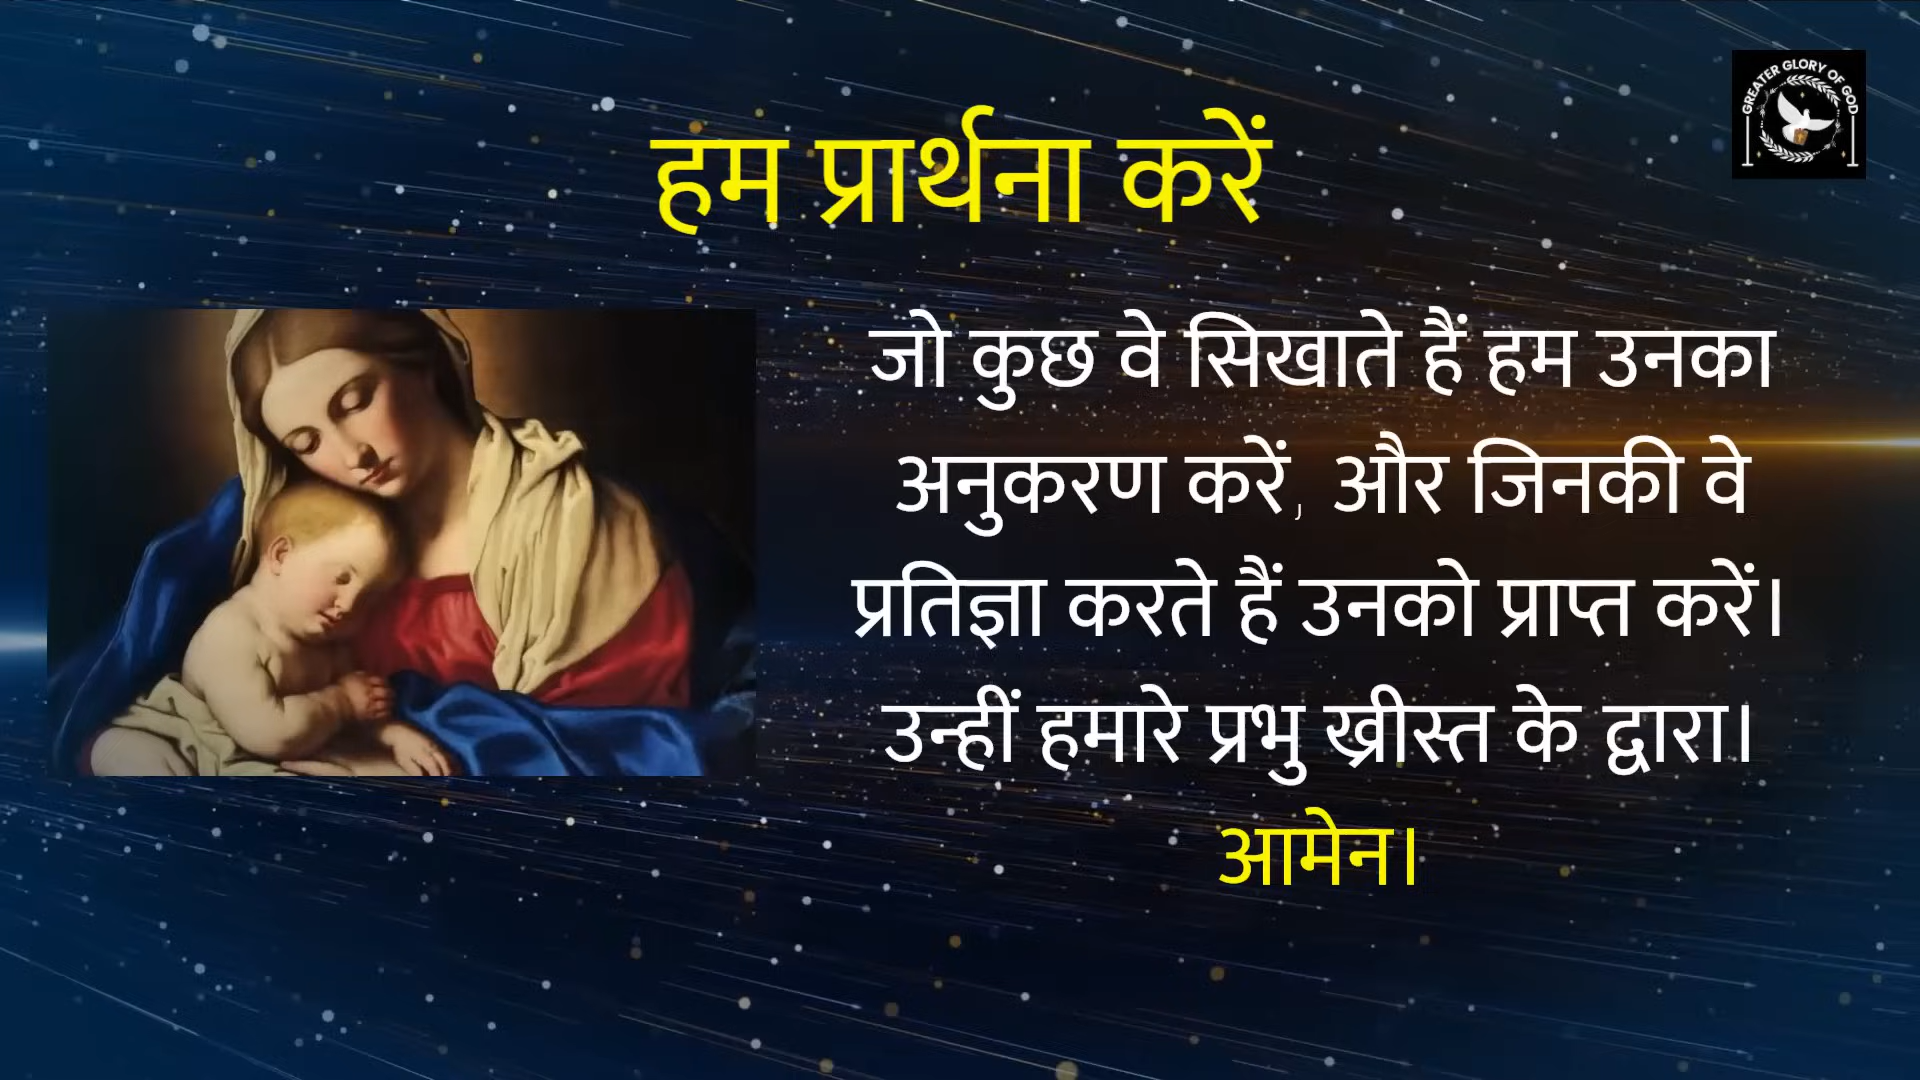 GREATER GLORY OF GOD
हम प्रार्थना करें
जो कुछ वे सिखाते हैं हम उनका
अनुकरण करें, और जिनकी वे
प्रतिज्ञा करते हैं उनको प्राप्त करें।
उन्हीं हमारे प्रभु ख्रीस्त के द्वारा।
आमेन।